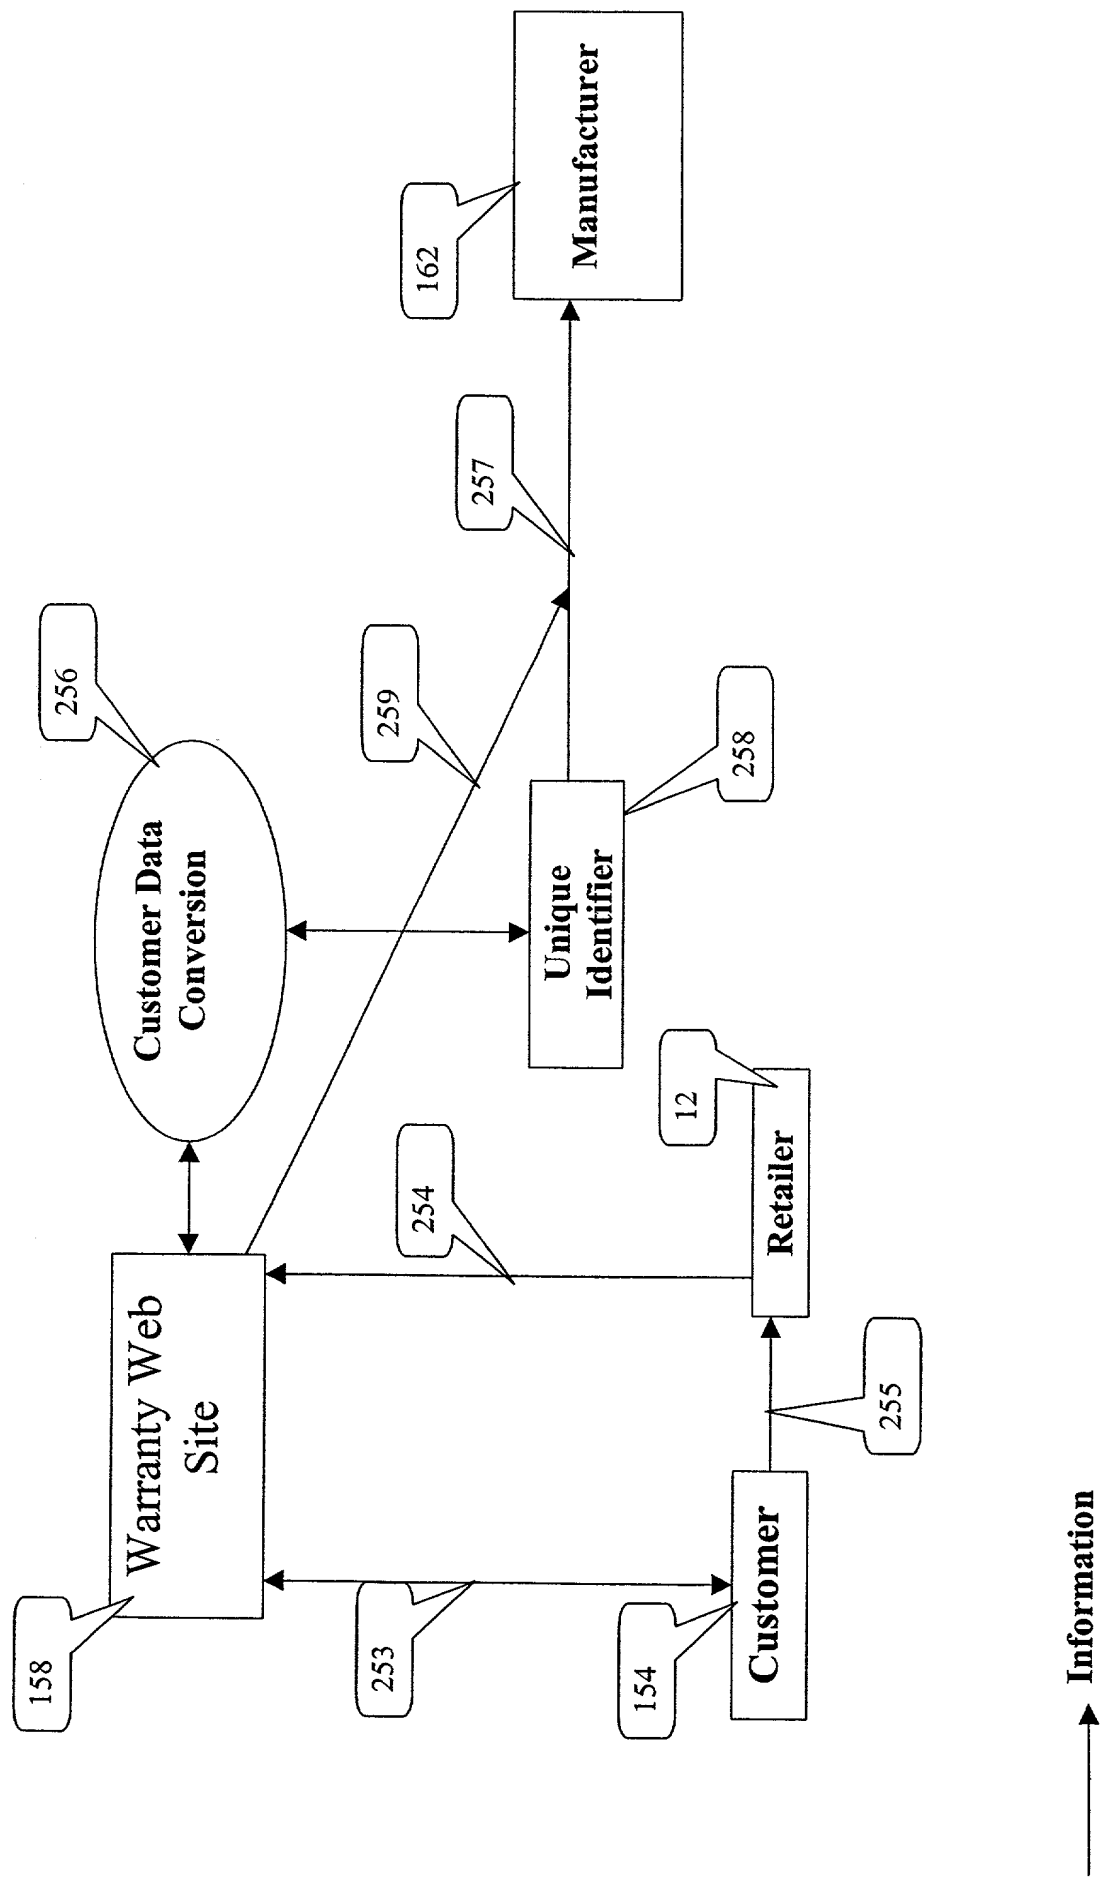 158
Warranty Web
Site
256
Customer Data
Conversion
253
254
259
257
162
Manufacturer
Unique
Identifier
258
154
Customer
255
12
Retailer
Information